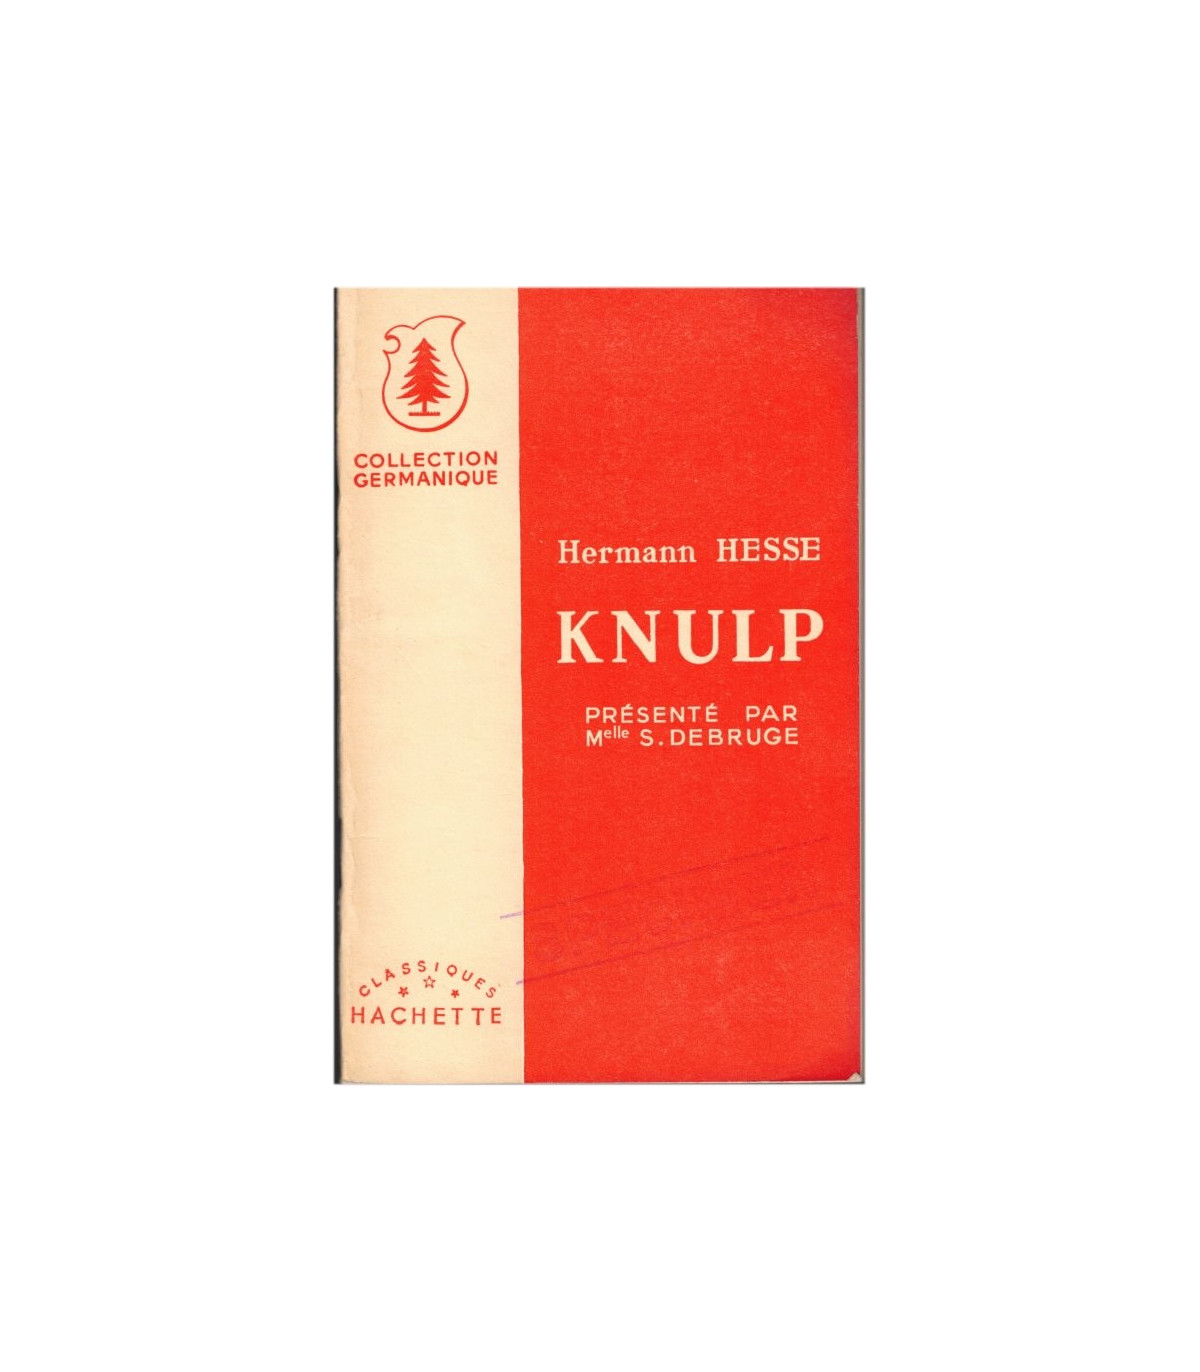 COLLECTION
GERMANIQUE
Hermann HESSE
KNULP
PRÉSENTÉ PAR
Melle S. DEBRUGE
CLASSIQUES
HACHETTE